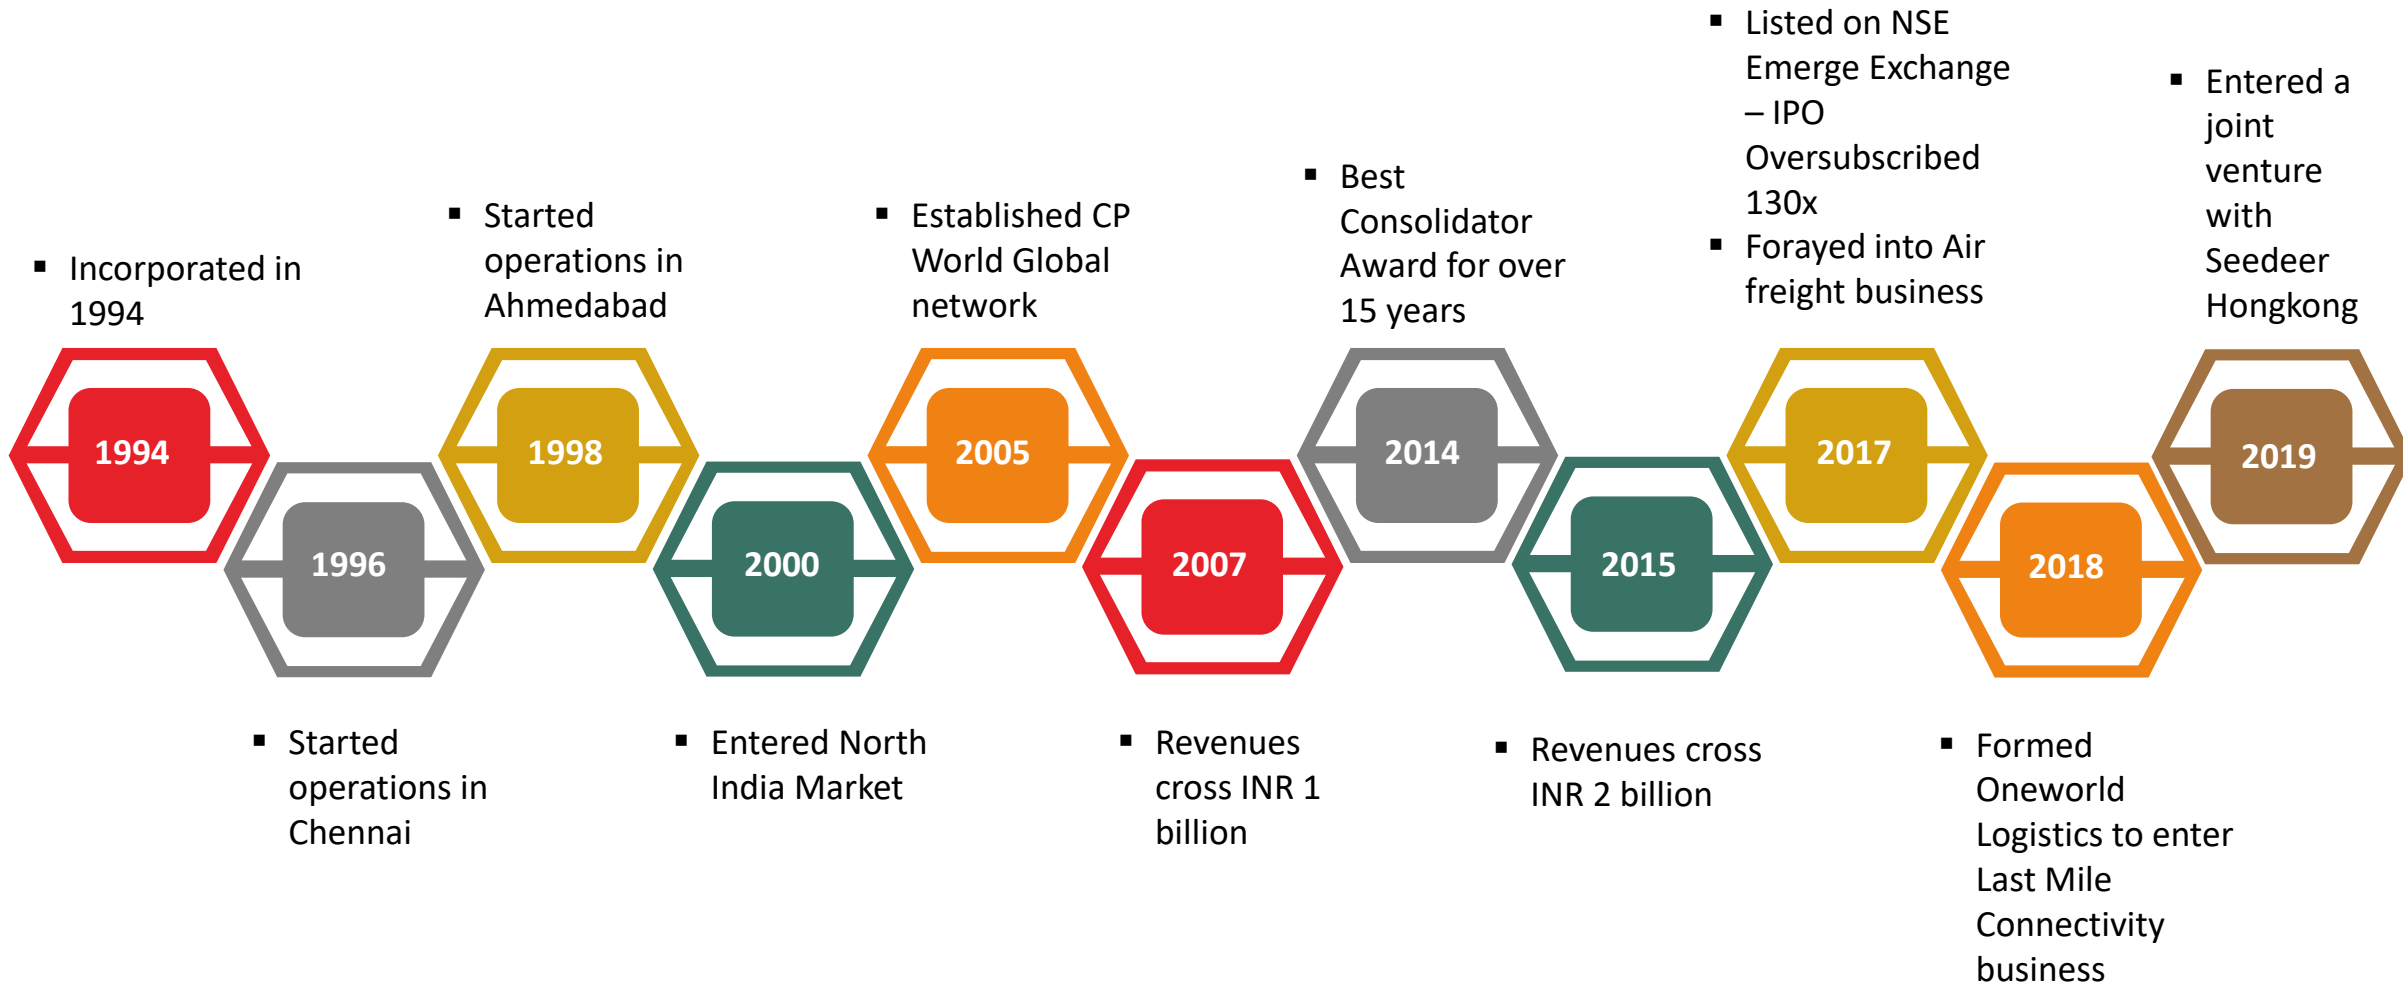 ▪ Incorporated in
1994
1994
1996
▪ Started
operations in
Chennai
▪ Started
operations in
Ahmedabad
1998
2000
▪ Entered North
India Market
▪ Established CP
World Global
network
2005
2007
▪ Revenues
cross INR 1
billion
▪ Best
Consolidator
Award for over
15 years
2014
2015
▪ Revenues cross
INR 2 billion
▪ Listed on NSE
Emerge Exchange
– IPO
Oversubscribed
130x
▪ Forayed into Air
freight business
2017
2018
▪ Formed
Oneworld
Logistics to enter
Last Mile
Connectivity
business
▪ Entered a
joint
venture
with
Seedeer
Hongkong
2019